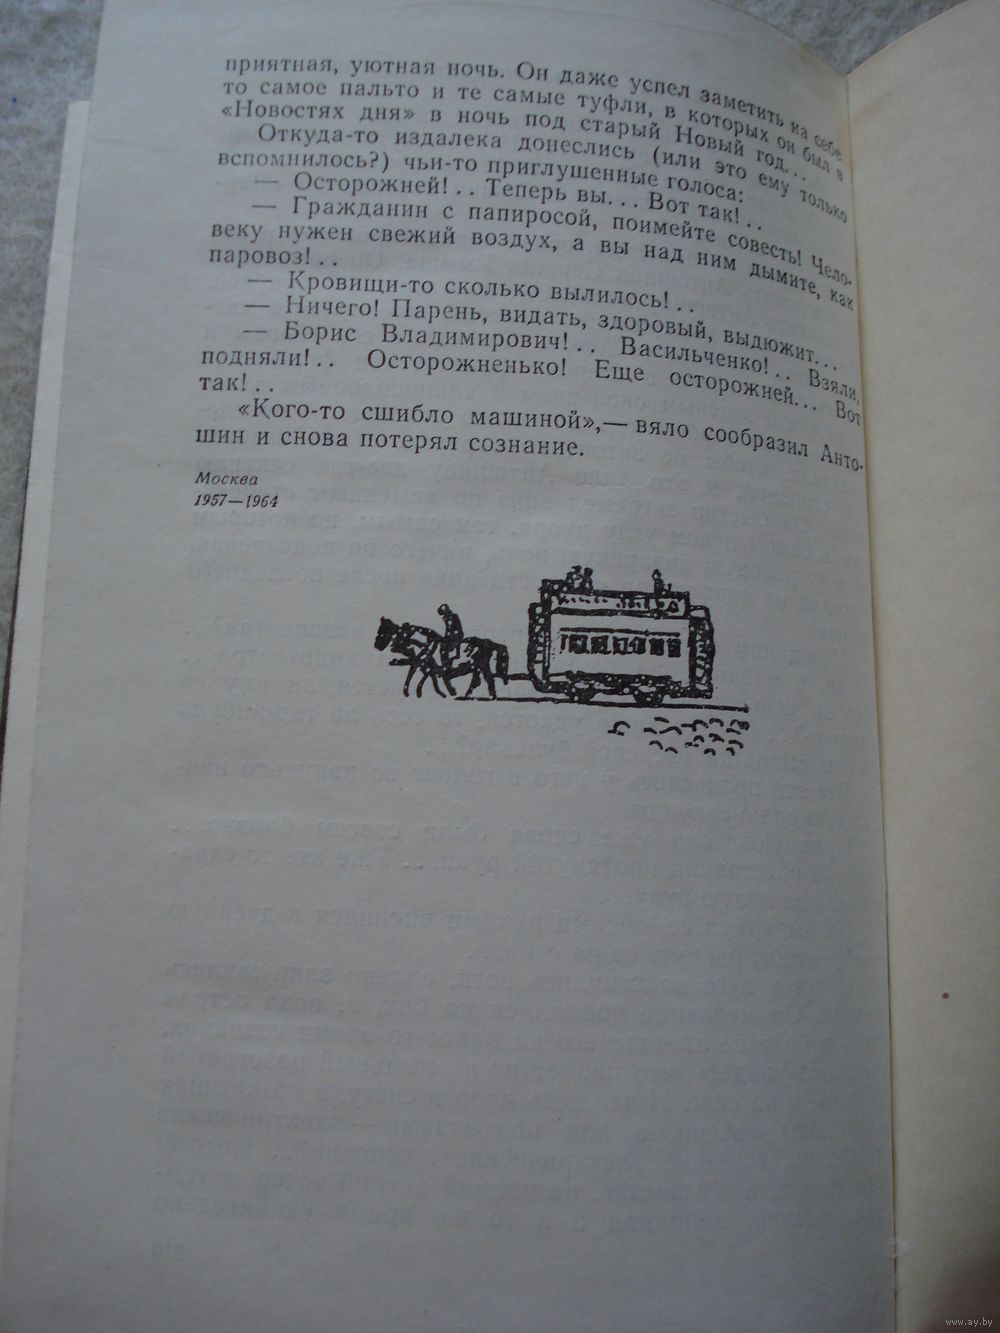 приятная, уютная ночь. Он даже успел заметить на себе
то самое пальто и те самые туфли, в которых он был в
«Новостях дня» в ночь под старый Новый год...
Откуда-то издалека донеслись (или это ему только
вспомнилось?) чьи-то приглушенные голоса:
— Осторожней!.. Теперь вы... Вот так!..
— Гражданин с папиросой, поимейте совесть! Чело-
веку нужен свежий воздух, а вы над ним дымите, как
паровоз!..
— Кровищи-то сколько вылилось!..
— Ничего! Парень, видать, здоровый, выдюжит...
— Борис Владимирович!.. Васильченко!.. Взяли,
подняли!.. Осторожненько! Еще осторожней... Вот
так!..
«Кого-то сшибло машиной»,— вяло сообразил Анто-
шин и снова потерял сознание.
Москва
1957—1964
www.ay.by